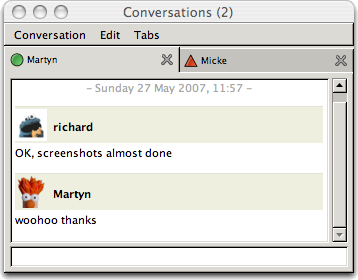 Conversations (2)
Conversation Edit Tabs
Martyn Micke
– Sunday 27 May 2007, 11:57 –
richard
OK, screenshots almost done
Martyn
woohoo thanks